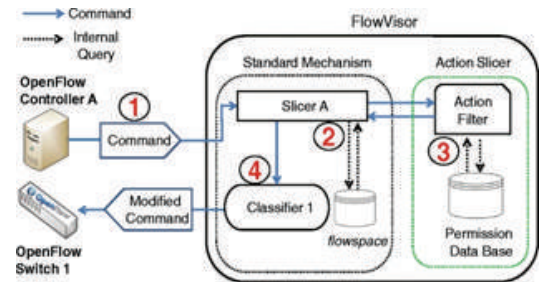 Command
Internal
Query
FlowVisor
OpenFlow
Controller A
1
Command
Standard Mechanism
Slicer A
2
4
Classifier 1
flowspace
Action Slicer
Action
Filter
3
Permission
Data Base
Modified
Command
OpenFlow
Switch 1